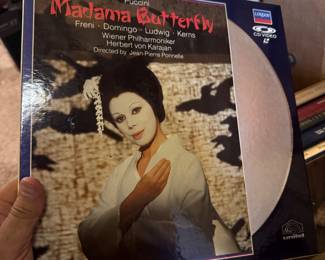 Puccini
Madama Butterfly
Freni · Domingo · Ludwig · Kerns
Wiener Philharmoniker
Herbert von Karajan
Directed by Jean-Pierre Ponnelle
LONDON
CD VIDEO